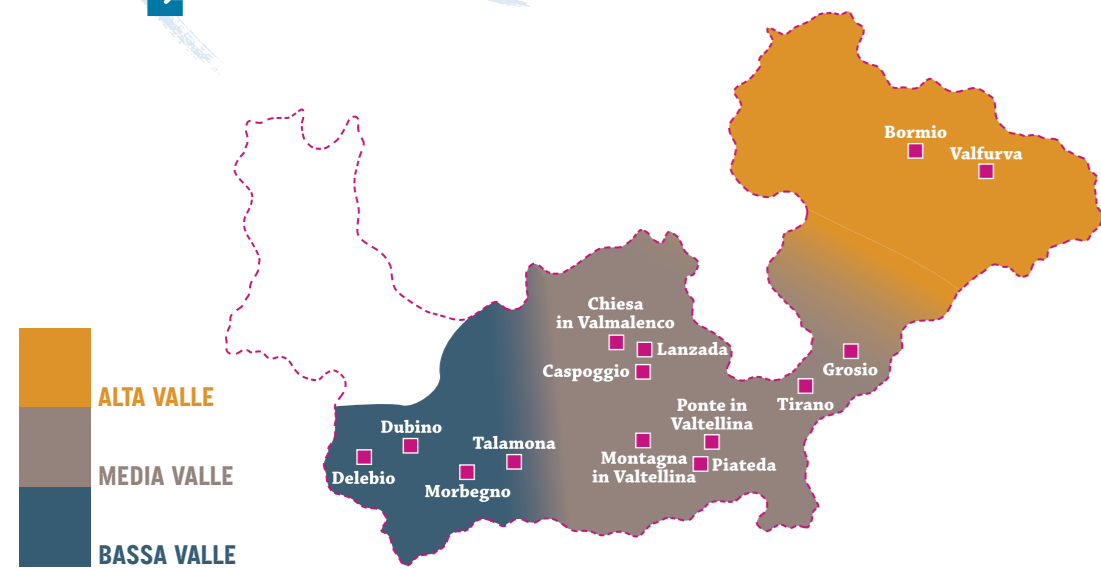 Bormio
Valfurva
Chiesa
in Valmalenco
Lanzada
Caspoggio
Grosio
Tirano
Ponte in
Valtellina
Montagna
in Valtellina
Piateda
Dubino
Talamona
Delebio
Morbegno
ALTA VALLE
MEDIA VALLE
BASSA VALLE